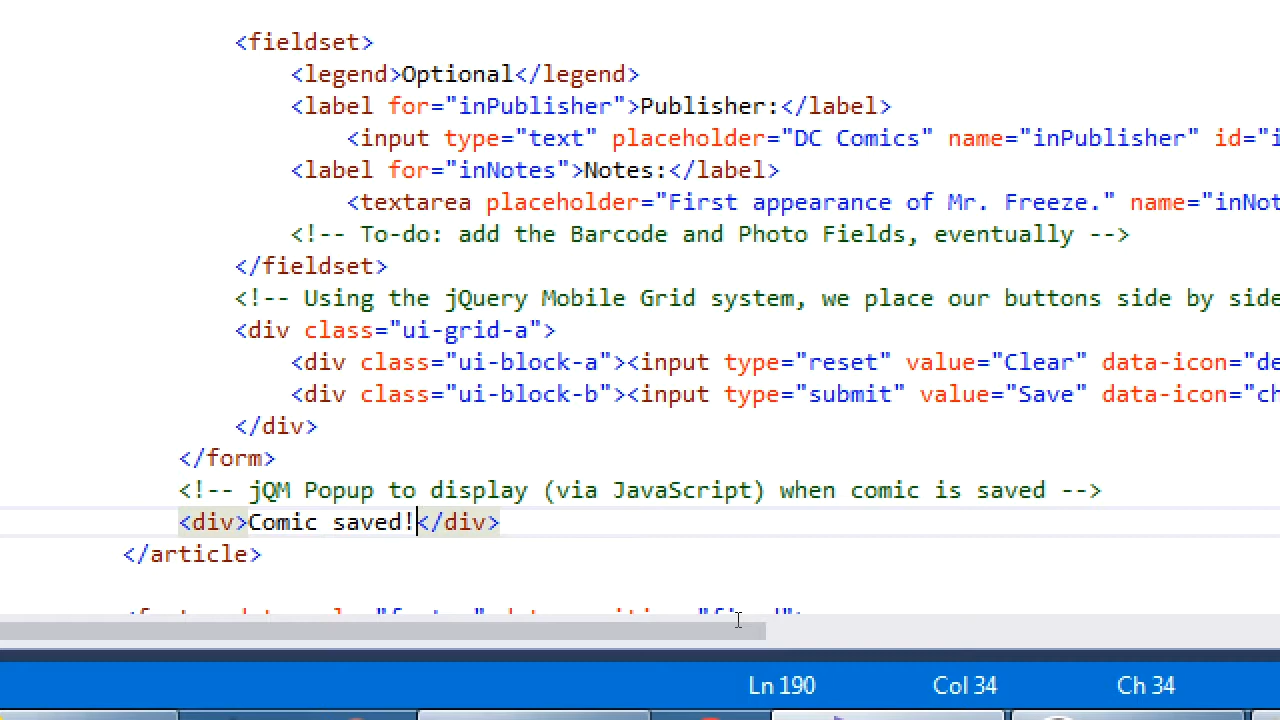 <fieldset>
<legend>Optional</legend>
<label for="inPublisher">Publisher:</label>
<input type="text" placeholder="DC Comics" name="inPublisher" id="i
<label for="inNotes">Notes:</label>
<textarea placeholder="First appearance of Mr. Freeze." name="inNot
<!-- To-do: add the Barcode and Photo Fields, eventually -->
</fieldset>
<!-- Using the jQuery Mobile Grid system, we place our buttons side by side
<div class="ui-grid-a">
<div class="ui-block-a"><input type="reset" value="Clear" data-icon="de
<div class="ui-block-b"><input type="submit" value="Save" data-icon="ch
</div>
</form>
<!-- jQM Popup to display (via JavaScript) when comic is saved -->
<div>Comic saved!</div>
</article>
Ln 190 Col 34 Ch 34